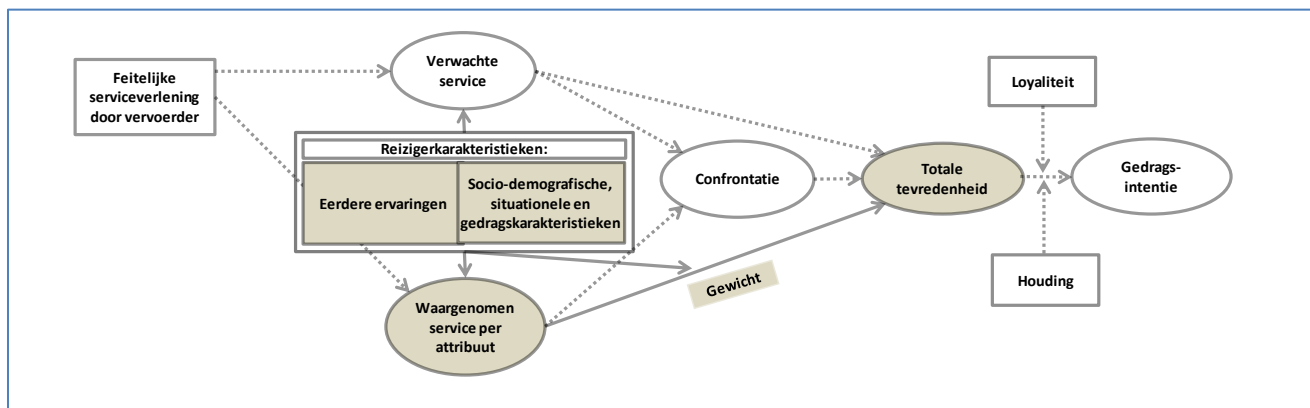 Feitelijke
serviceverlening
door vervoerder
Verwachte
service
Reizigerkarakteristieken:
Eerdere ervaringen
Socio-demografische,
situationele en
gedragskarakteristieken
Waargenomen
service per
attribuut
Confrontatie
Gewicht
Totale
tevredenheid
Loyaliteit
Houding
Gedrags-
intentie